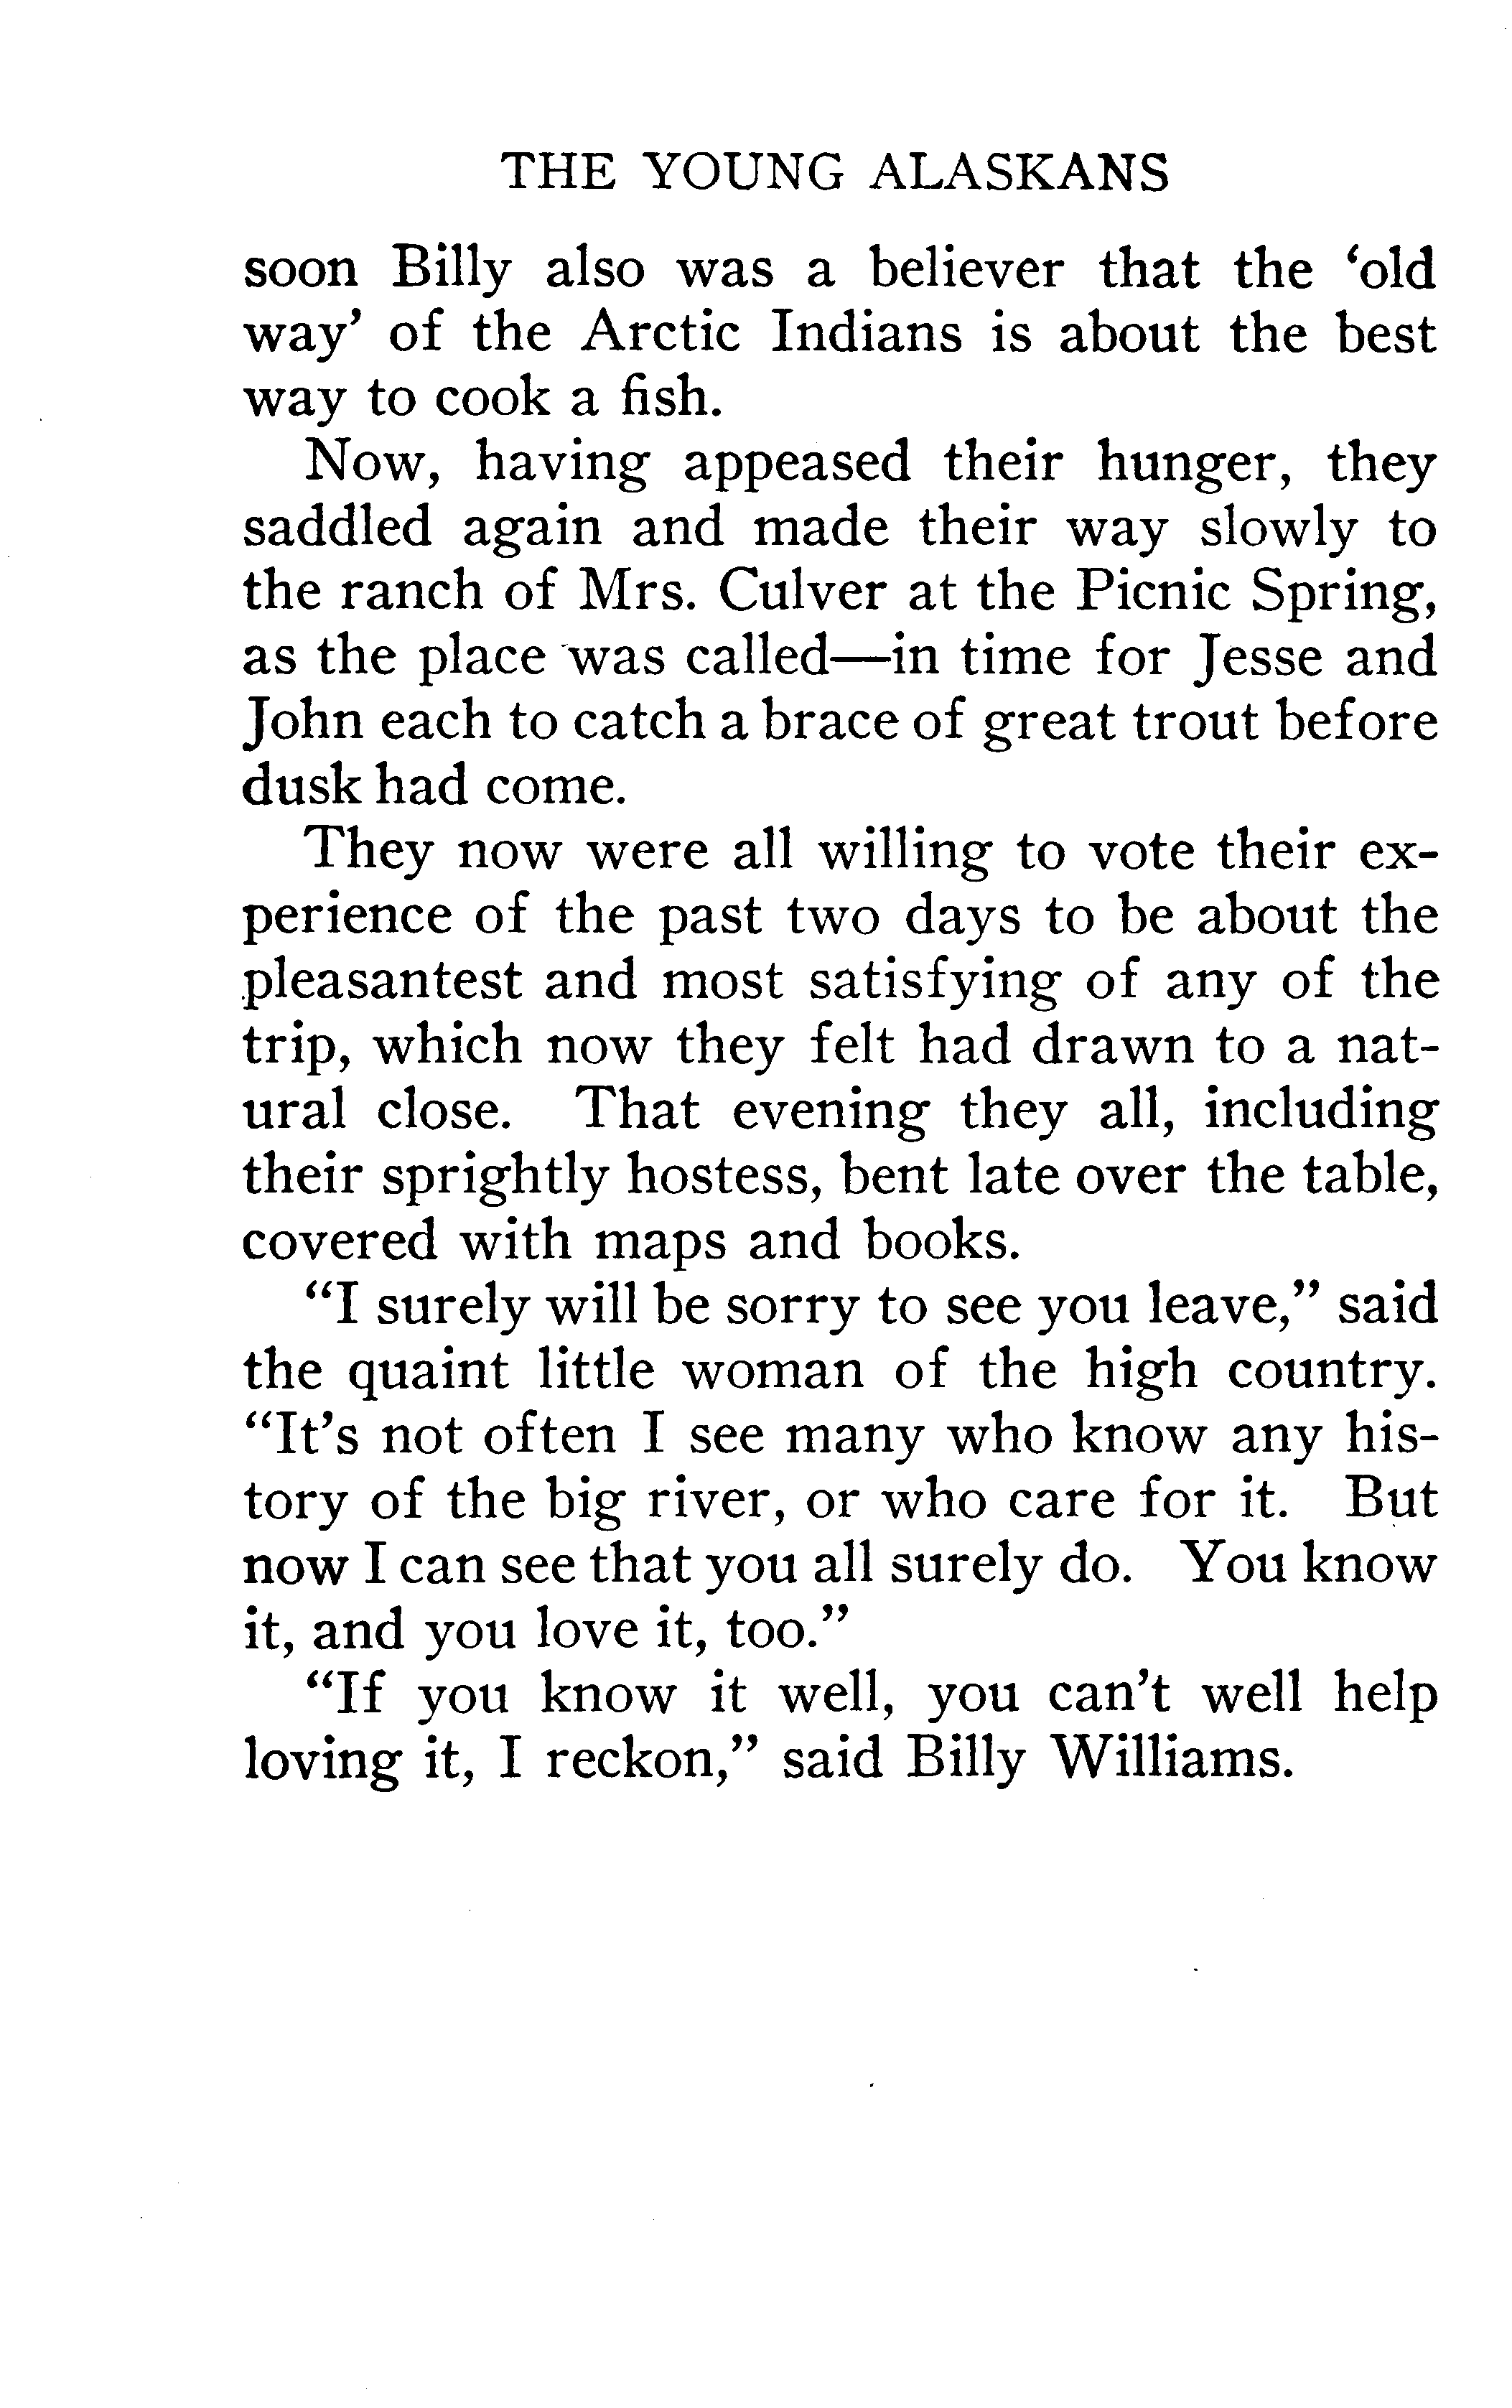 THE YOUNG ALASKANS
soon Billy also was a believer that the ‘old
way’ of the Arctic Indians is about the best
way to cook a fish.
Now, having appeased their hunger, they
saddled again and made their way slowly to
the ranch of Mrs. Culver at the Picnic Spring,
as the place was called—in time for Jesse and
John each to catch a brace of great trout before
dusk had come.
They now were all willing to vote their ex-
perience of the past two days to be about the
pleasantest and most satisfying of any of the
trip, which now they felt had drawn to a nat-
ural close. That evening they all, including
their sprightly hostess, bent late over the table,
covered with maps and books.
“I surely will be sorry to see you leave,” said
the quaint little woman of the high country.
“It’s not often I see many who know any his-
tory of the big river, or who care for it. But
now I can see that you all surely do. You know
it, and you love it, too.”
“If you know it well, you can’t well help
loving it, I reckon,” said Billy Williams.